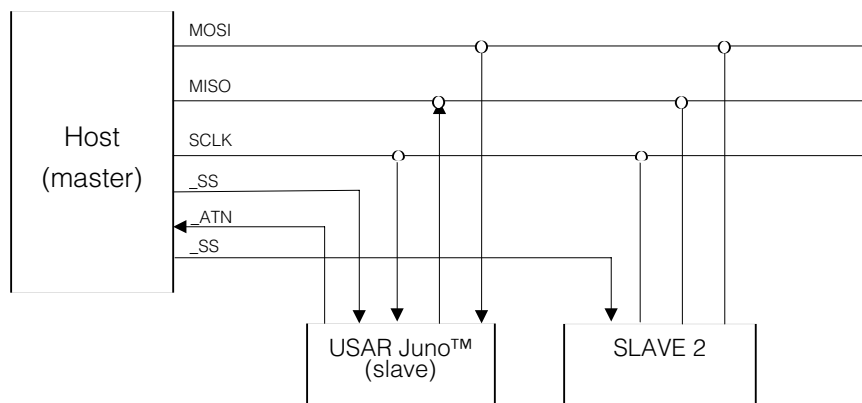 MOSI
MISO
Host
(master)
SCLK
_SS
_ATN
_SS
USAR Juno™
(slave)
SLAVE 2